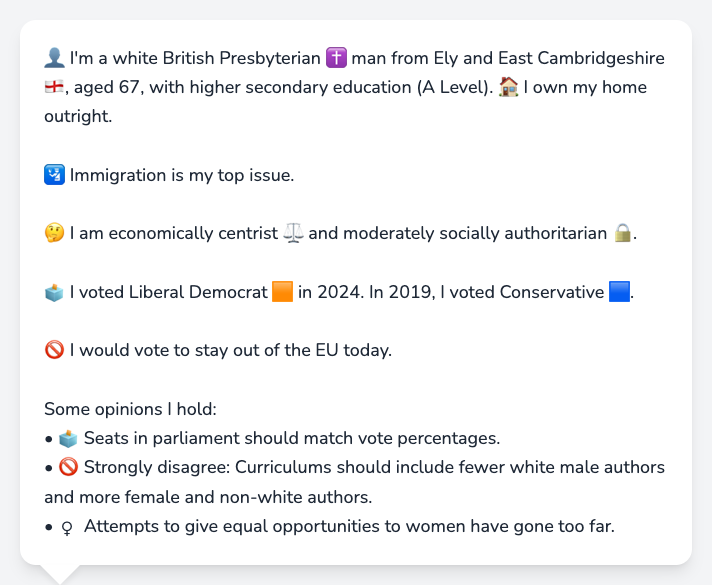 👤 I'm a white British Presbyterian ✝️ man from Ely and East Cambridgeshire
🏴󠁧󠁢󠁥󠁮󠁧󠁿, aged 67, with higher secondary education (A Level). 🏠 I own my home
outright.
🛂 Immigration is my top issue.
🤔 I am economically centrist ⚖️ and moderately socially authoritarian 🔒.
🗳️ I voted Liberal Democrat 🟧 in 2024. In 2019, I voted Conservative 🟦.
🚫 I would vote to stay out of the EU today.
Some opinions I hold:
• 🗳️ Seats in parliament should match vote percentages.
• 🚫 Strongly disagree: Curriculums should include fewer white male authors
and more female and non-white authors.
• ♀ Attempts to give equal opportunities to women have gone too far.